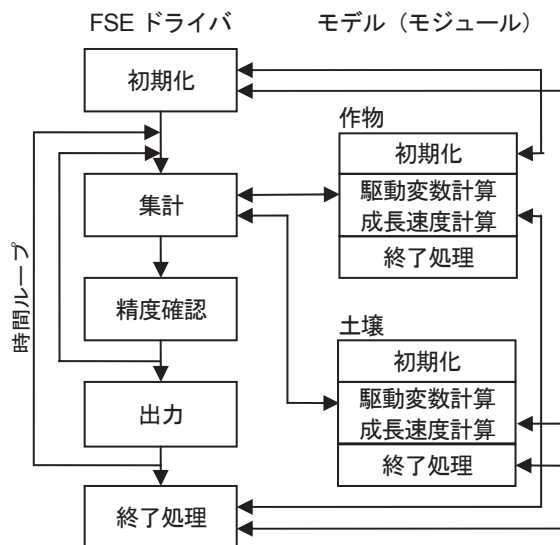 FSE ドライバ
モデル（モジュール）
初期化
集計
精度確認
出力
終了処理
時間ループ
作物
初期化
駆動変数計算
成長速度計算
終了処理
土壌
初期化
駆動変数計算
成長速度計算
終了処理